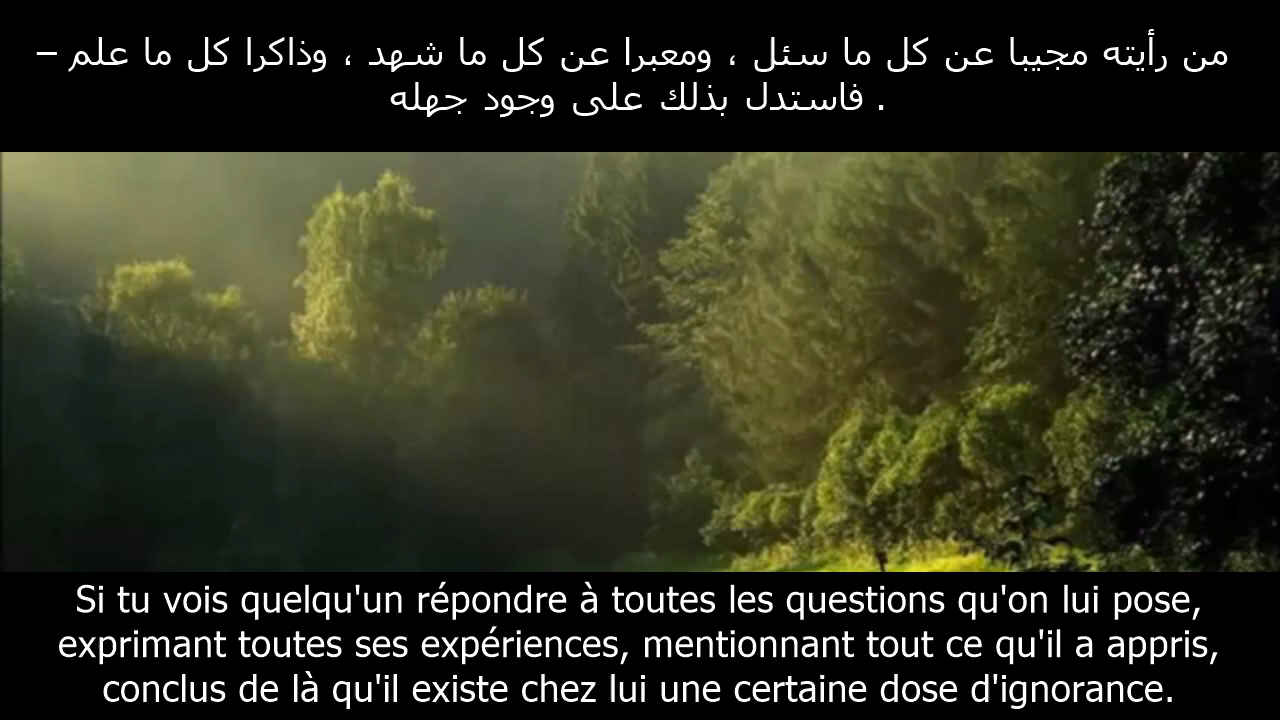 من رأيته مجيبا عن كل ما سئل ، ومعبرا عن كل ما شهد ، وذاكرا كل ما علم –
. فاستدل بذلك على وجود جهله
Si tu vois quelqu'un répondre à toutes les questions qu'on lui pose,
exprimant toutes ses expériences, mentionnant tout ce qu'il a appris,
conclus de là qu'il existe chez lui une certaine dose d'ignorance.